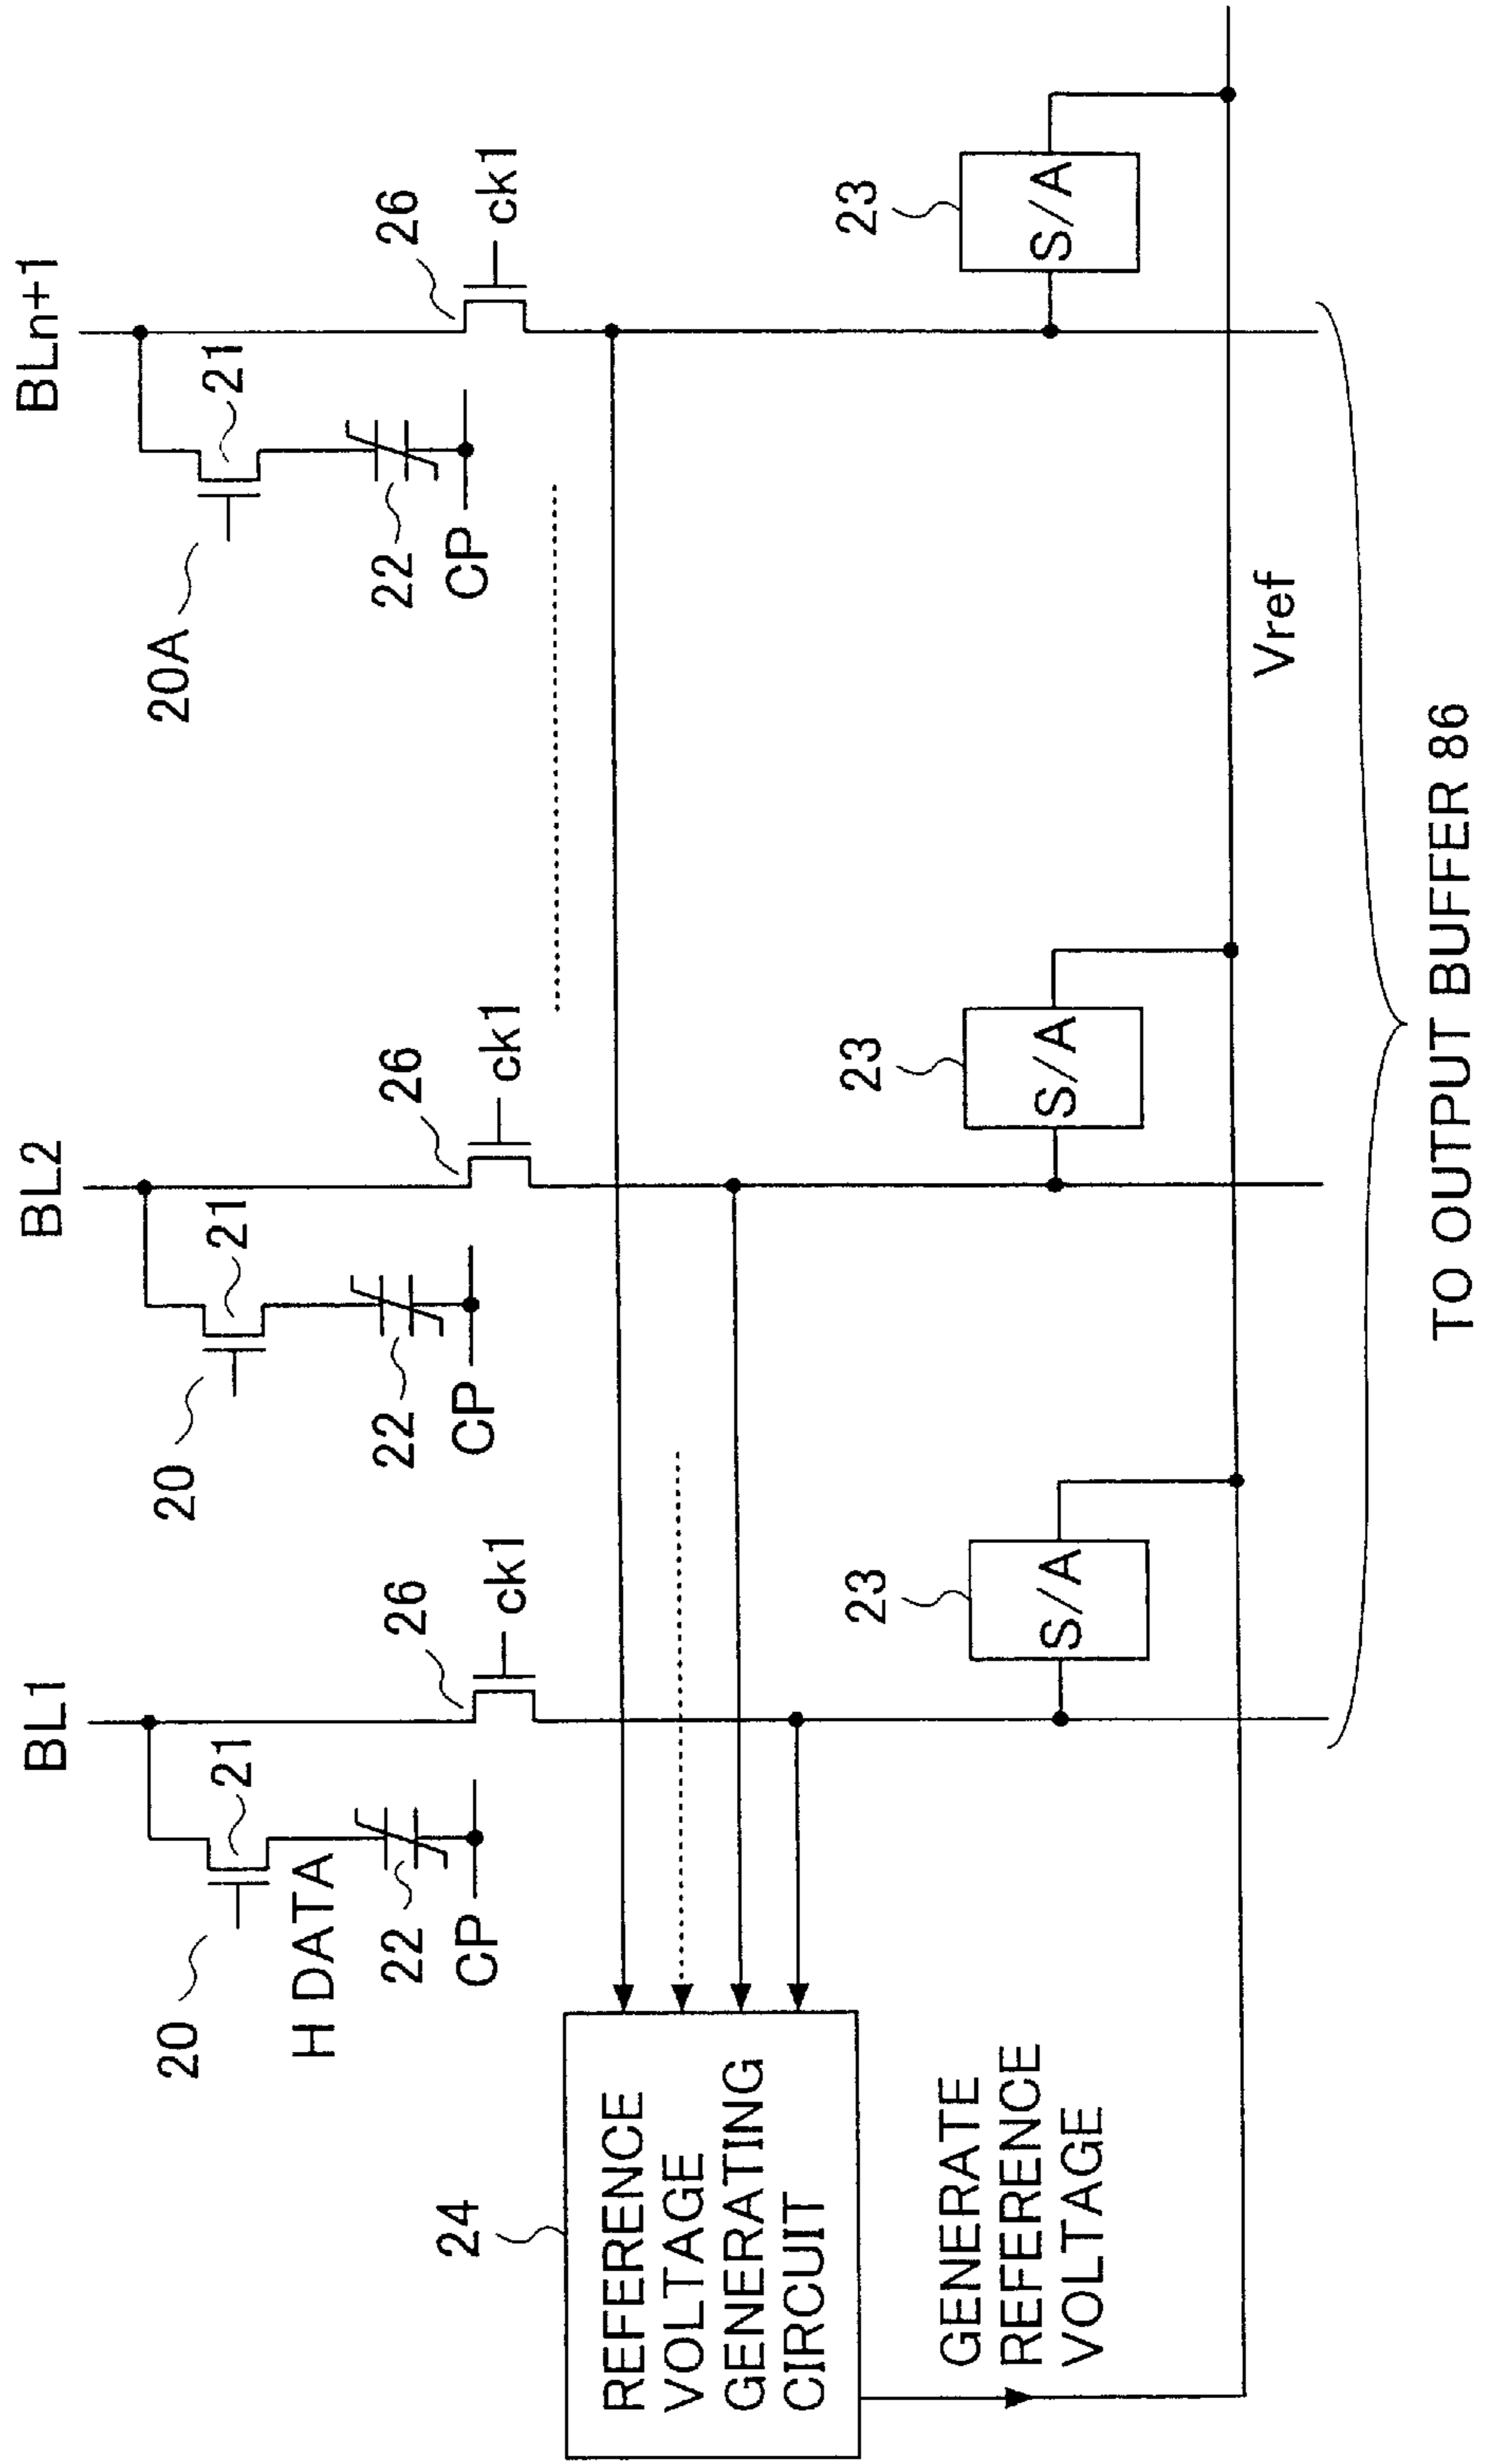 BL1
BL2
BLn+1
20
21
20
21
20A
21
H DATA
22
CP
22
CP
22
CP
26
ck1
26
ck1
26
ck1
24
REFERENCE
VOLTAGE
GENERATING
CIRCUIT
23
S/A
23
S/A
23
S/A
GENERATE
REFERENCE
VOLTAGE
Vref
TO OUTPUT BUFFER 86